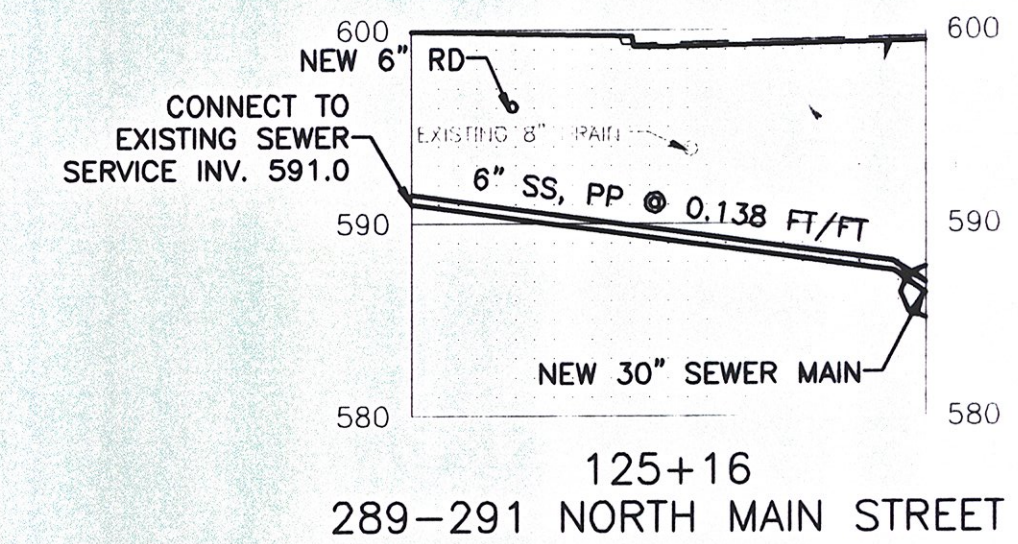 600
600
NEW 6" RD
CONNECT TO
EXISTING SEWER
SERVICE INV. 591.0
EXISTING 8"
6" SS, PP @ 0.138 FT/FT
590
590
NEW 30" SEWER MAIN
580
580
125+16
289-291 NORTH MAIN STREET